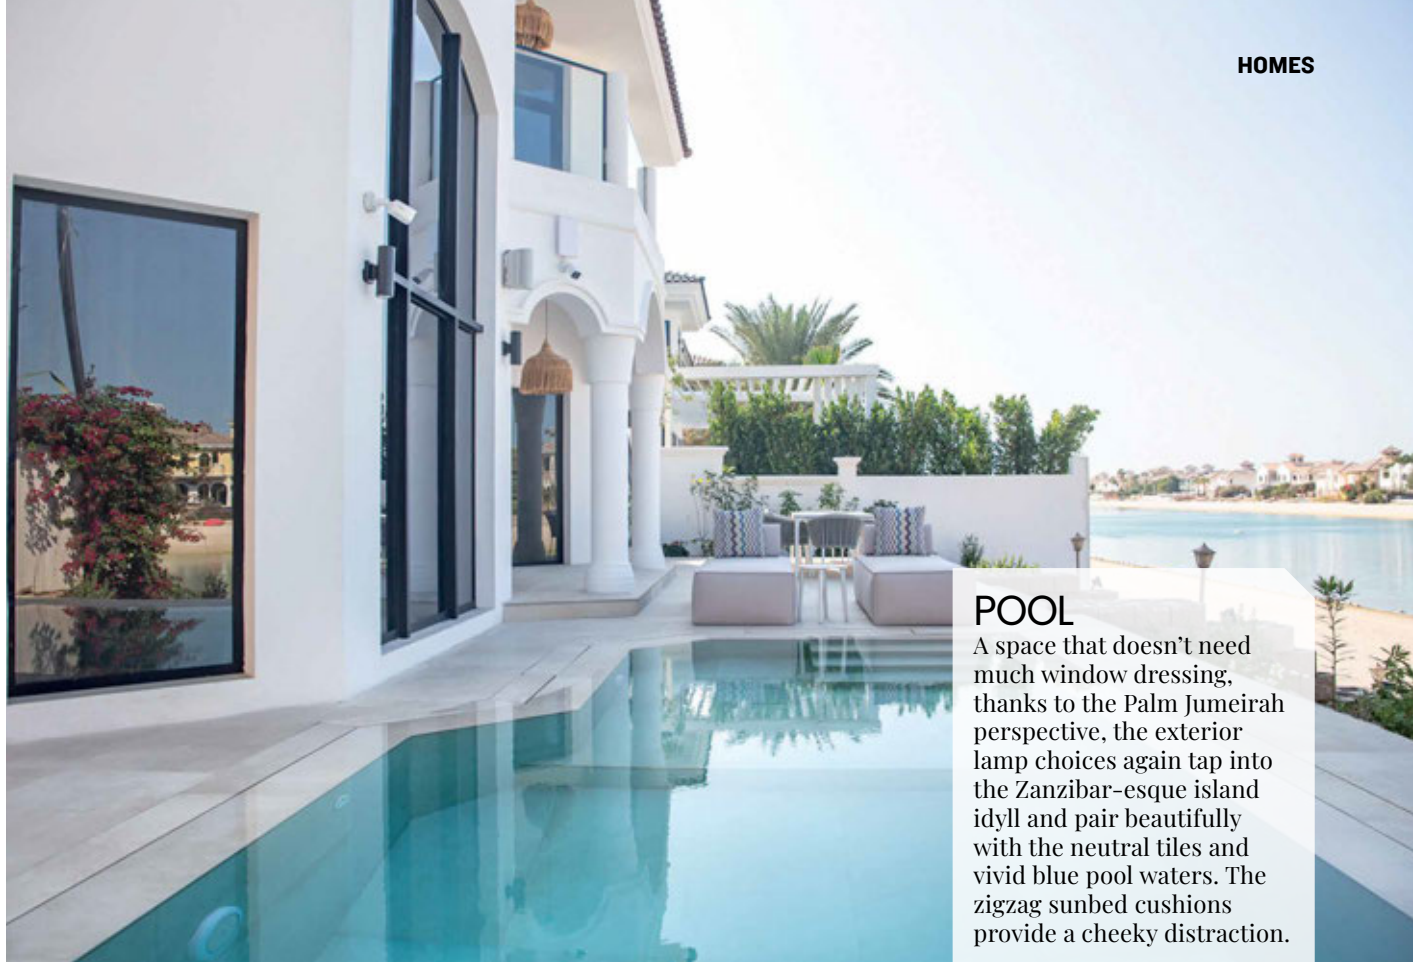 HOMES
POOL
A space that doesn’t need
much window dressing,
thanks to the Palm Jumeirah
perspective, the exterior
lamp choices again tap into
the Zanzibar-esque island
idyll and pair beautifully
with the neutral tiles and
vivid blue pool waters. The
zigzag sunbed cushions
provide a cheeky distraction.